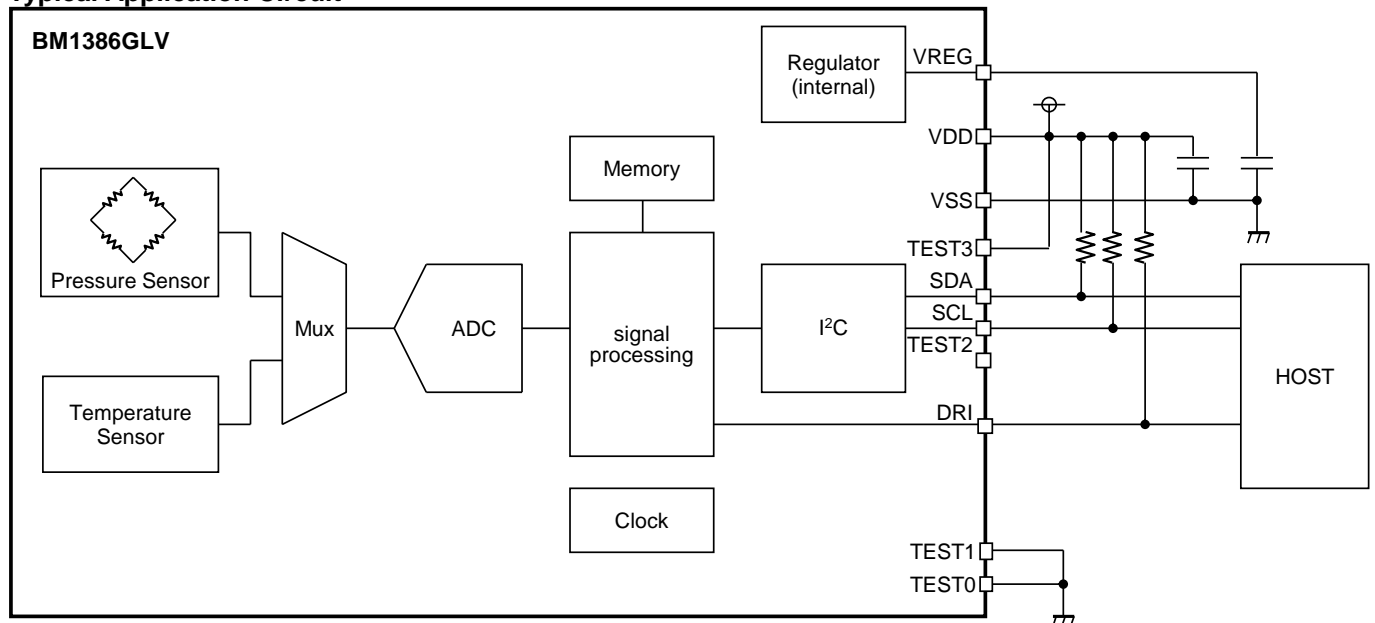 Typical Application Circuit
BM1386GLV
Regulator
(internal)
VREG
VDD
Memory
VSS
TEST3
Pressure Sensor
SDA
Mux
ADC
signal
processing
I²C
SCL
TEST2
HOST
Temperature
Sensor
DRI
Clock
TEST1
TEST0